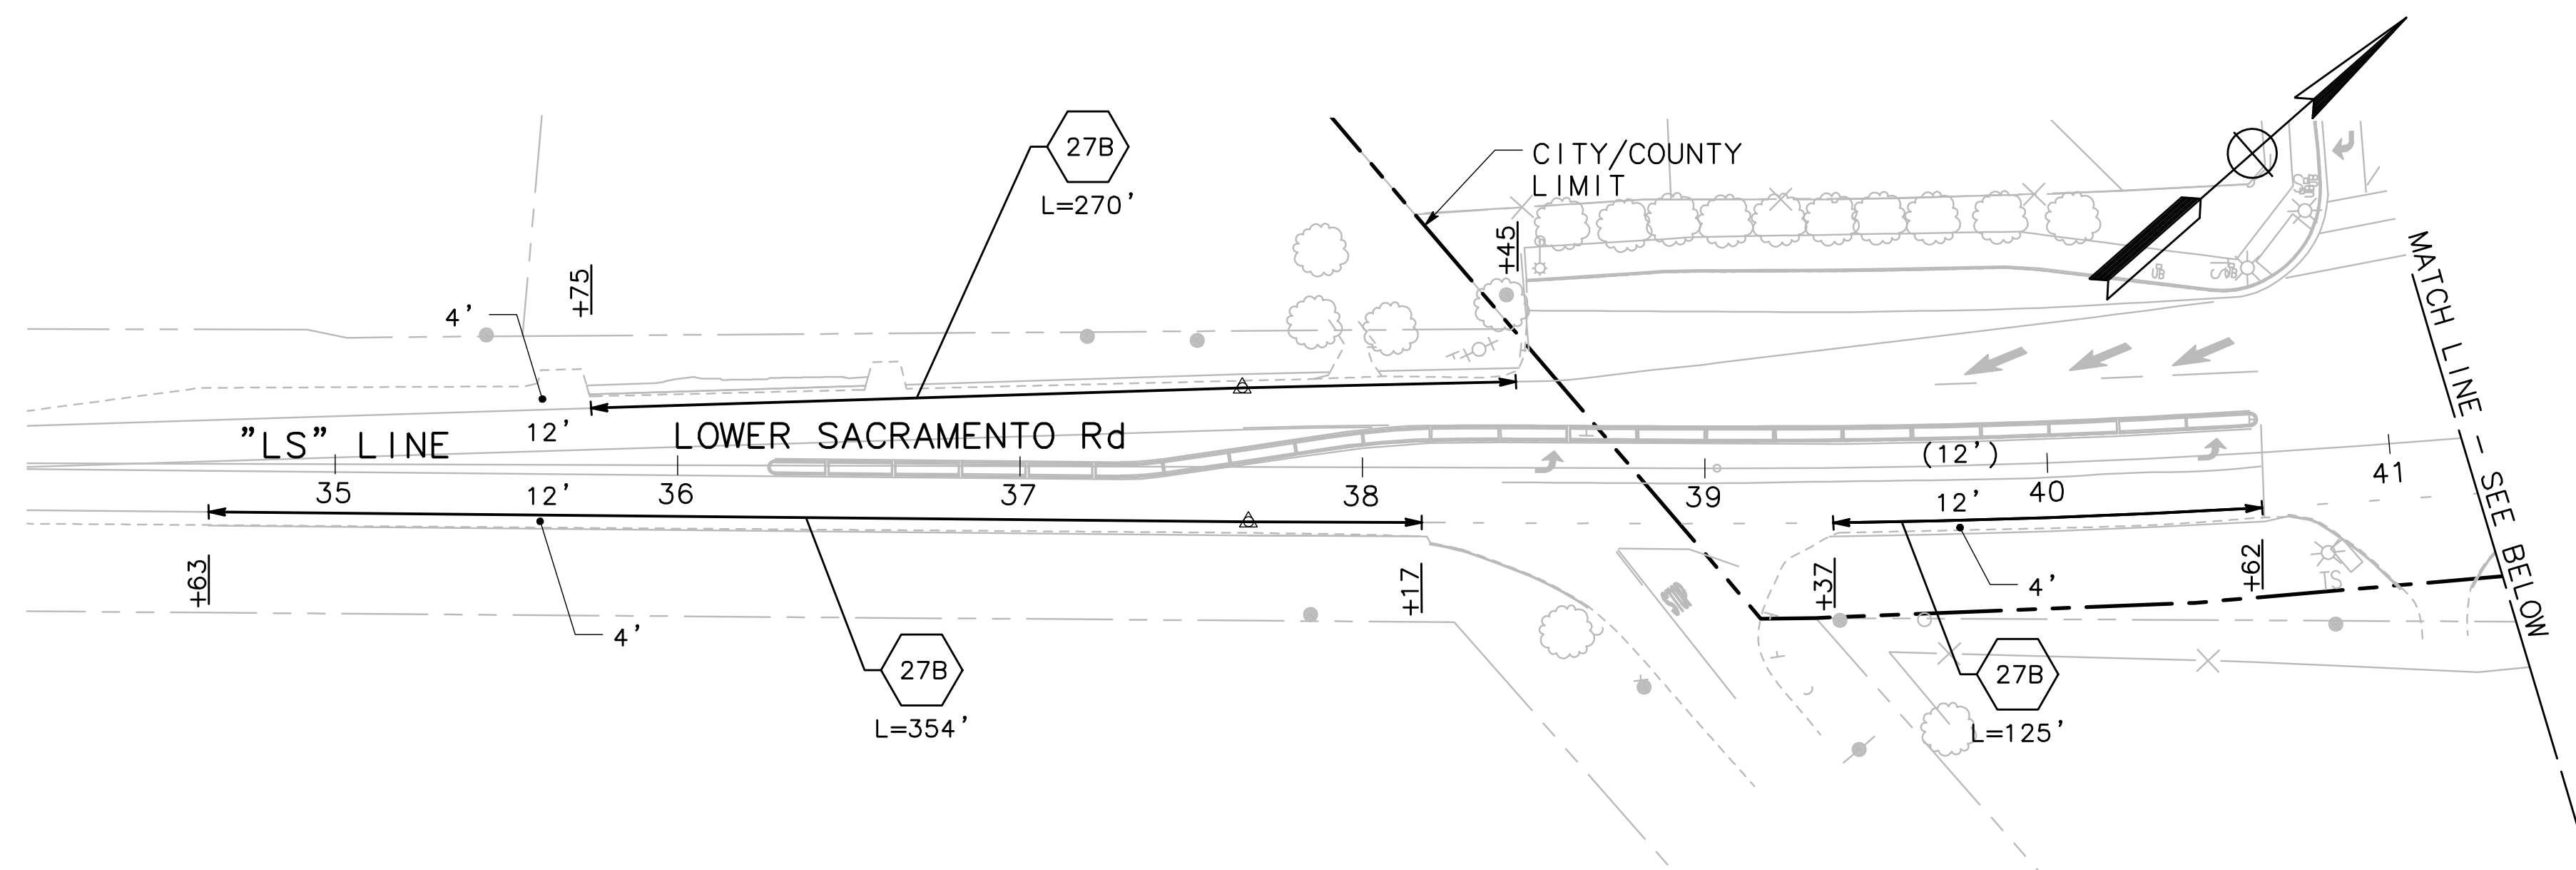 27B
L=270'
CITY/COUNTY
LIMIT
+45
+75
4'
12'
"LS" LINE
LOWER SACRAMENTO Rd
(12')
35
12'
36
37
38
39
12'
40
41
MATCH LINE - SEE BELOW
+63
+17
+37
+62
4'
4'
TS
27B
L=354'
27B
L=125'